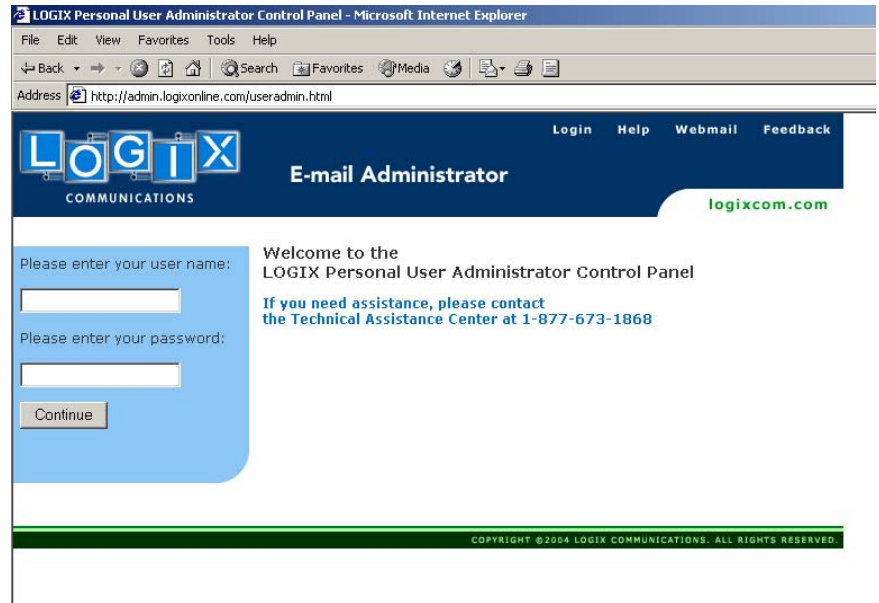 LOGIX Personal User Administrator Control Panel - Microsoft Internet Explorer
File Edit View Favorites Tools Help
Back Search Favorites Media
Address http://admin.logixonline.com/useradmin.html
Login Help Webmail Feedback
LOGIX
COMMUNICATIONS
E-mail Administrator
logixcom.com
Please enter your user name:
Please enter your password:
Continue
Welcome to the
LOGIX Personal User Administrator Control Panel
If you need assistance, please contact
the Technical Assistance Center at 1-877-673-1868
COPYRIGHT ©2004 LOGIX COMMUNICATIONS. ALL RIGHTS RESERVED.